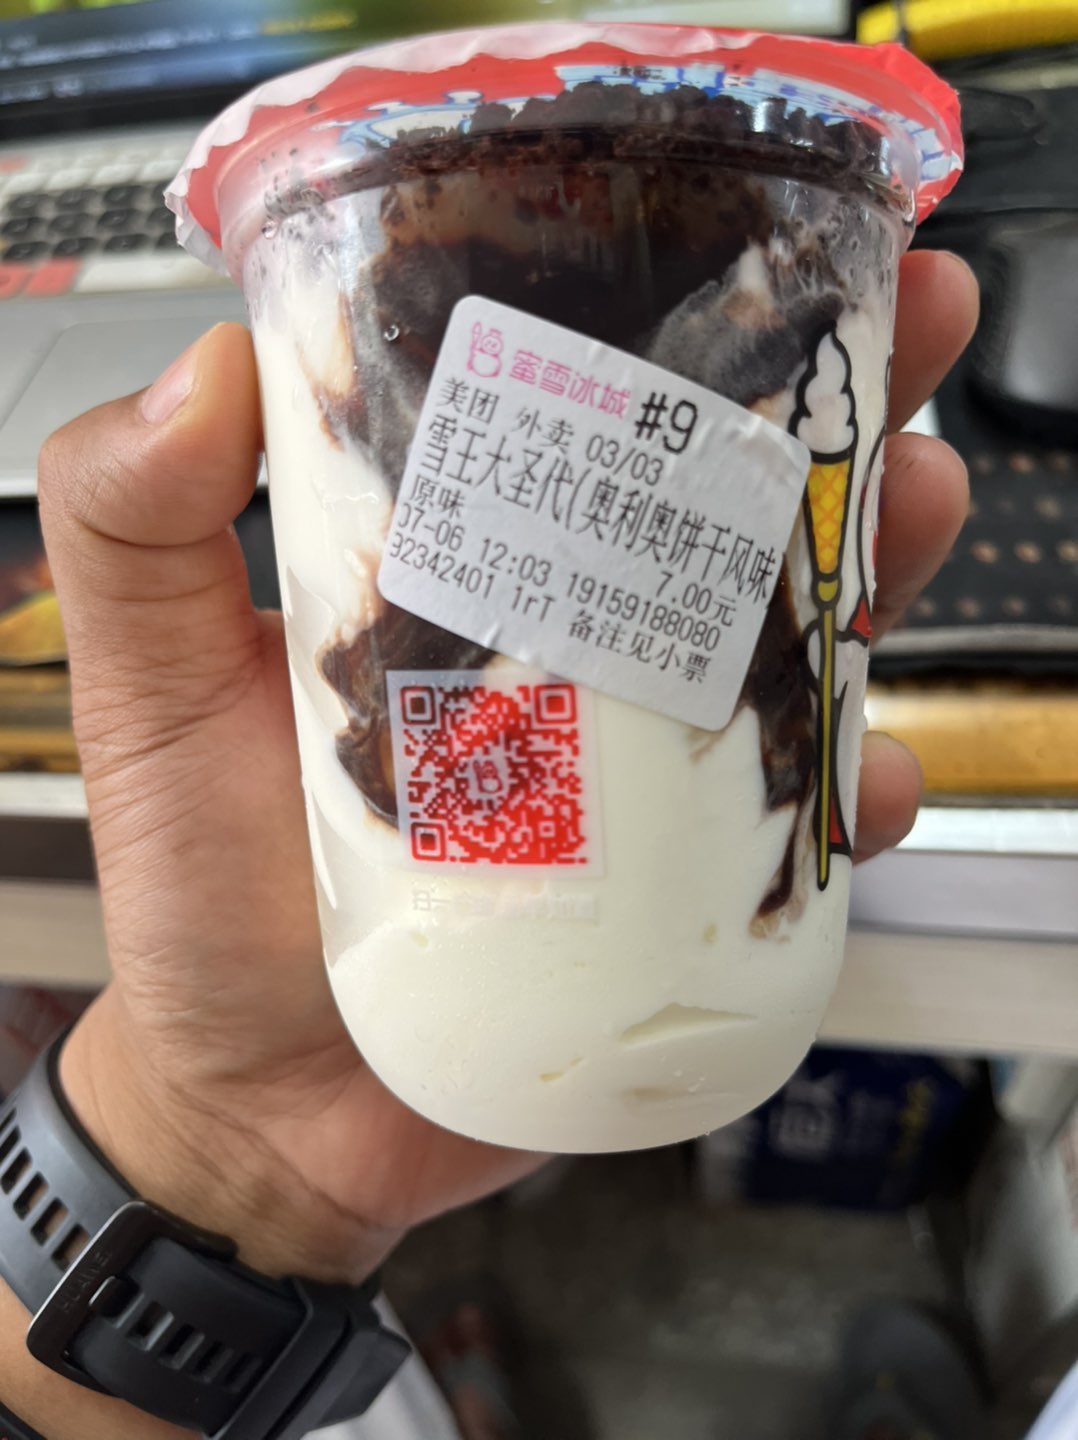 蜜雪冰城 #9
美团 外卖 03/03
雪王大圣代(奥利奥饼干风味
原味 7.00元
07-06 12:03 19159188080
92342401 1rT 备注见小票